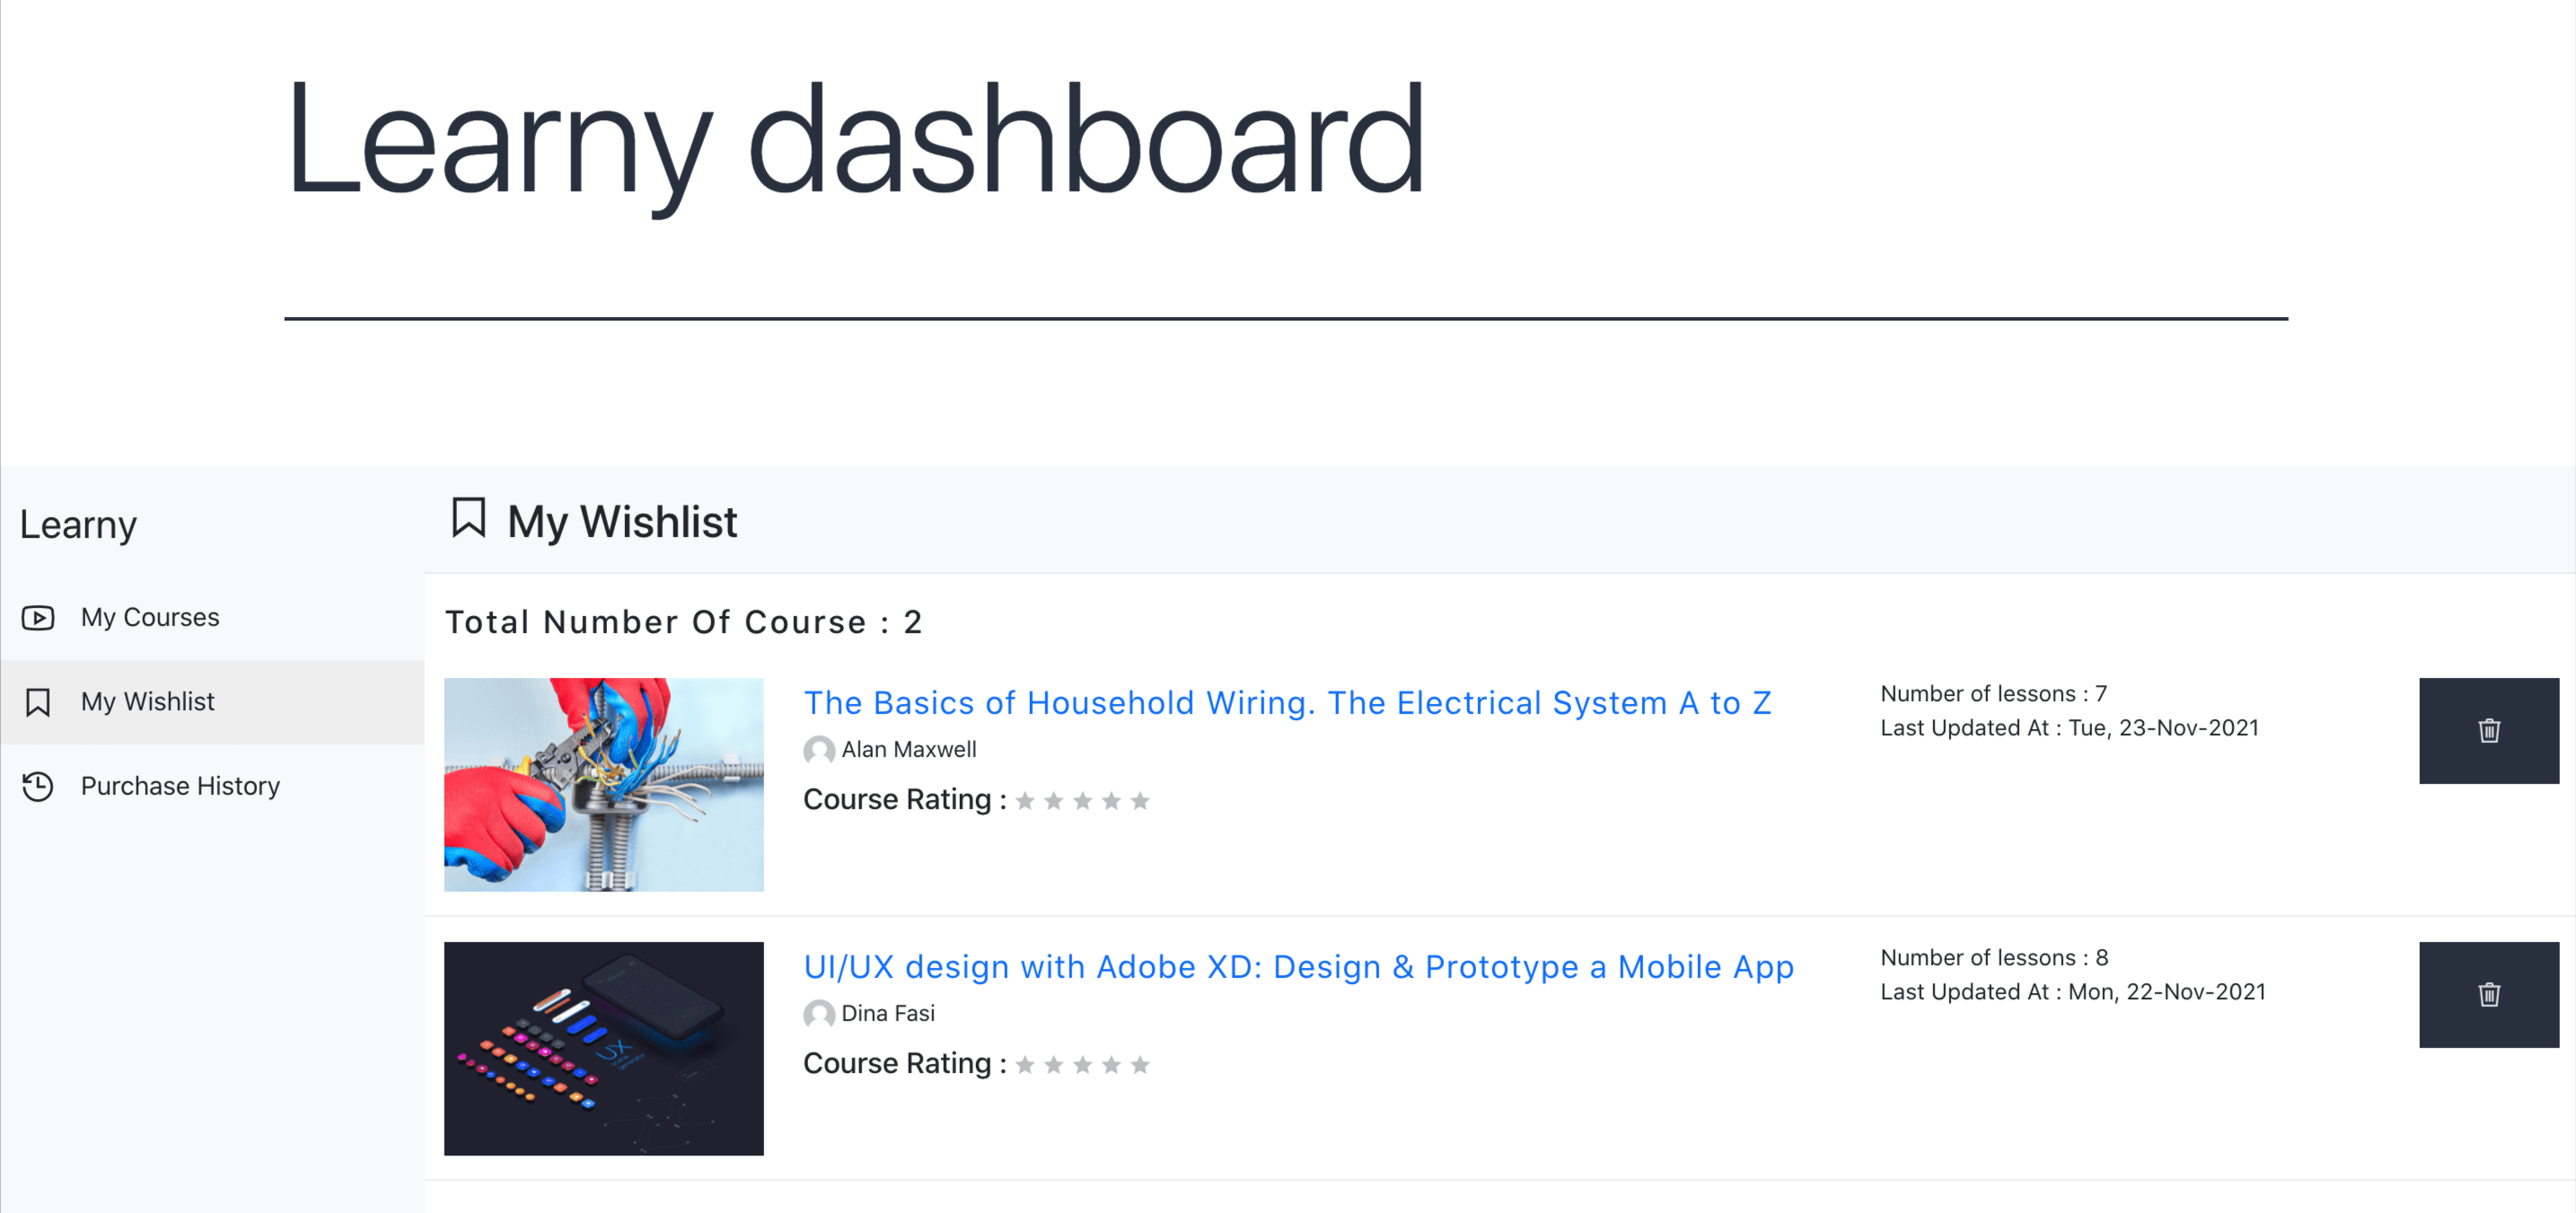 Learny dashboard
Learny
My Courses
My Wishlist
Purchase History
My Wishlist
Total Number Of Course : 2
The Basics of Household Wiring. The Electrical System A to Z
Alan Maxwell
Course Rating :
Number of lessons : 7
Last Updated At : Tue, 23-Nov-2021
UX
UI/UX design with Adobe XD: Design & Prototype a Mobile App
Dina Fasi
Course Rating :
Number of lessons : 8
Last Updated At : Mon, 22-Nov-2021